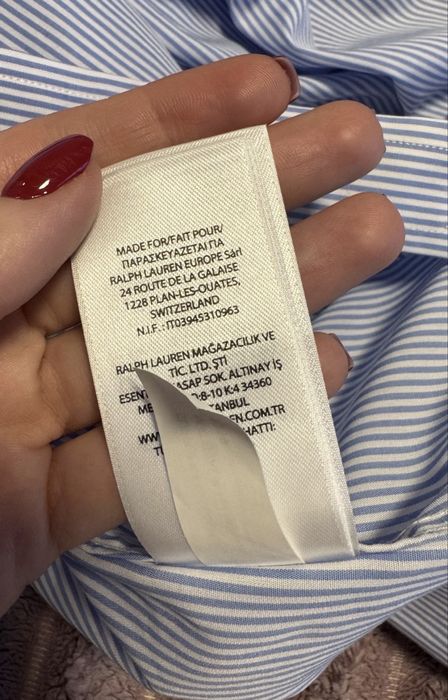 MADE FOR/FAIT POUR/
ΠΑΡΑΣΚΕΥΑΖΕΤΑΙ ΓΙΑ
RALPH LAUREN EUROPE Sàrl
24 ROUTE DE LA GALAISE
1228 PLAN-LES-OUATES,
SWITZERLAND
N.I.F. : IT03945310963
RALPH LAUREN MAĞAZACILIK VE
TİC. LTD. ŞTİ
ESEN ASAP SOK. ALTINAY İŞ
ME :8-10 K:4 34360
TANBUL
WWW EN.COM.TR
HATTI: